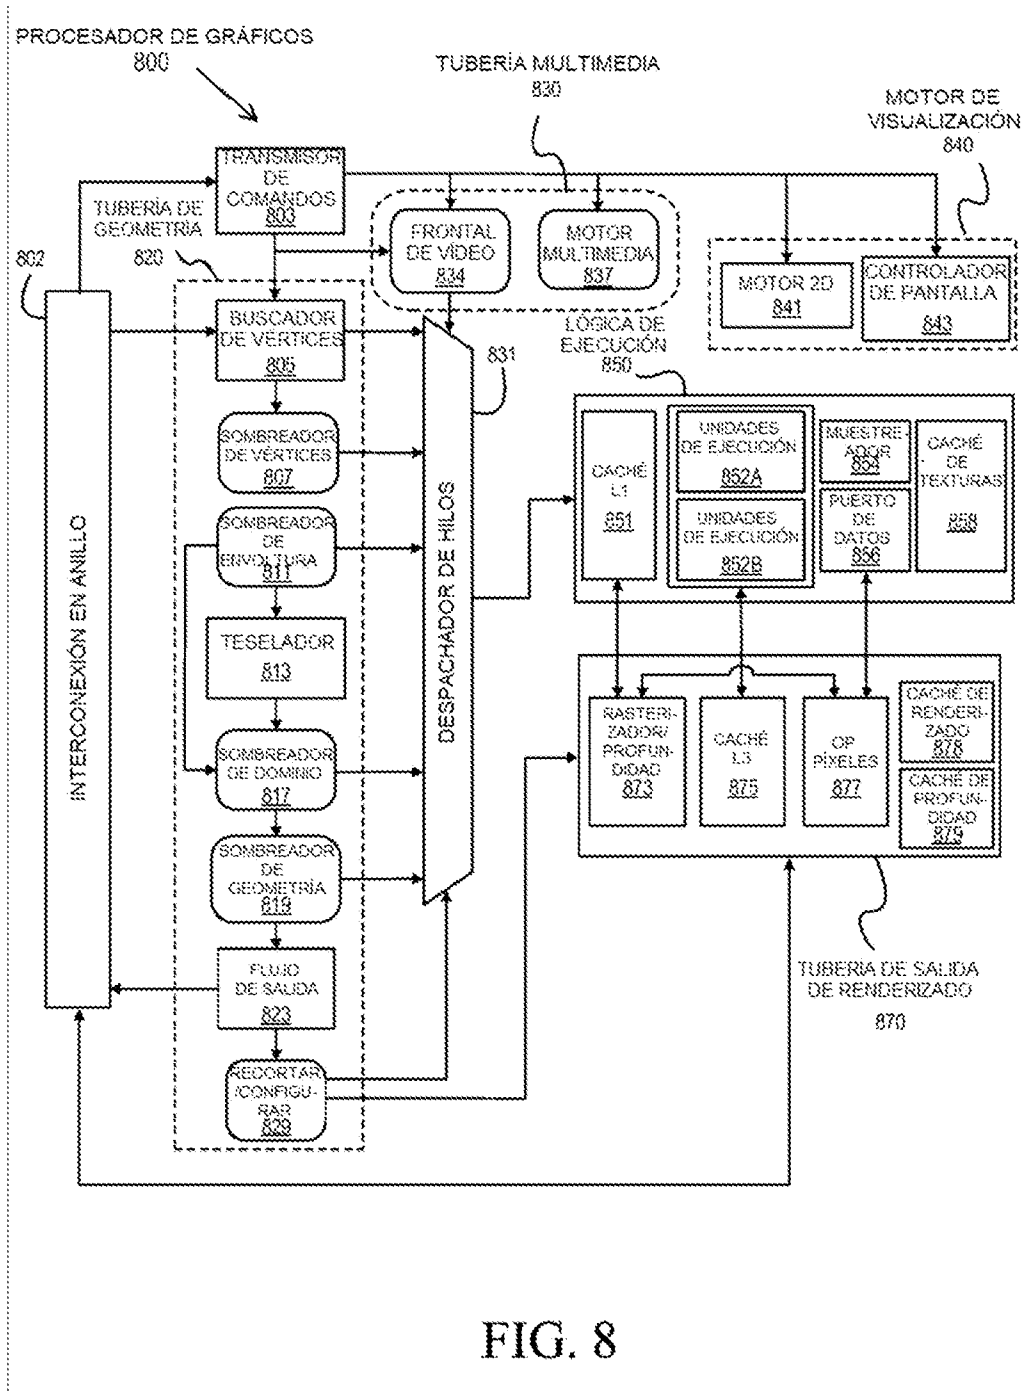 PROCESADOR DE GRÁFICOS
800
TUBERÍA MULTIMEDIA
830
MOTOR DE
VISUALIZACIÓN
840
TRANSMISOR
DE
COMANDOS
803
TUBERÍA DE
GEOMETRÍA
820
802
FRONTAL
DE VÍDEO
834
MOTOR
MULTIMEDIA
837
MOTOR 2D
841
CONTROLADOR
DE PANTALLA
843
BUSCADOR
DE VÉRTICES
805
LÓGICA DE
EJECUCIÓN
850
831
SOMBREADOR
DE VÉRTICES
807
SOMBREADOR
DE
ENVOLTURA
811
TESELADOR
813
SOMBREADOR
DE DOMINIO
817
SOMBREADOR
DE
GEOMETRÍA
819
FLUJO
DE SALIDA
823
RECORTAR
/CONFIGU-
RAR
829
INTERCONEXIÓN EN ANILLO
DESPACHADOR DE HILOS
CACHÉ
L1
851
UNIDADES
DE EJECUCIÓN
852A
UNIDADES
DE EJECUCIÓN
852B
MUESTRE-
ADOR
854
PUERTO
DE
DATOS
856
CACHÉ
DE
TEXTURAS
858
RASTERI-
ZADOR/
PROFUN-
DIDAD
873
CACHÉ
L3
875
OP
PÍXELES
877
CACHÉ DE
RENDERI-
ZADO
878
CACHÉ DE
PROFUN-
DIDAD
879
TUBERÍA DE SALIDA
DE RENDERIZADO
870
FIG. 8